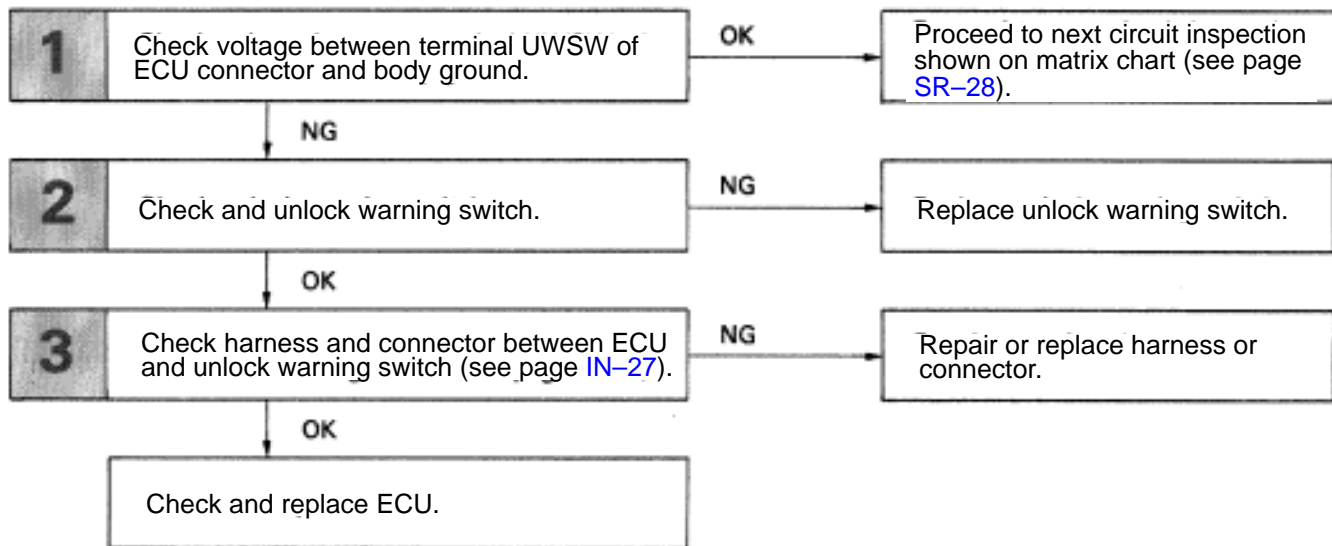 1
Check voltage between terminal UWSW of
ECU connector and body ground.
OK
Proceed to next circuit inspection
shown on matrix chart (see page
SR–28).
NG
2
Check and unlock warning switch.
NG
Replace unlock warning switch.
OK
3
Check harness and connector between ECU
and unlock warning switch (see page IN–27).
NG
Repair or replace harness or
connector.
OK
Check and replace ECU.